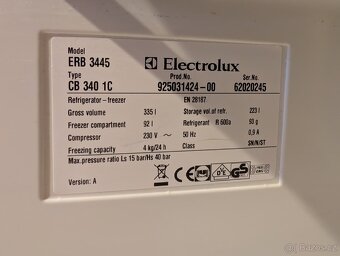 Model
ERB 3445
Electrolux
Type
Prod.No.
Ser.No.
CB 340 1C
925031424-00
62020245
Refrigerator - freezer
EN 28187
Gross volume 335 l
Storage vol. of refr. 223 l
Freezer compartment 92 l
Refrigerant R 600a 50 g
Compressor 230 V ~ 50 Hz 0,9 A
Freezing capacity 4 kg/24 h
Class SN/N/ST
Max.pressure ratio Ls 15 bar/Hs 40 bar
Version: A